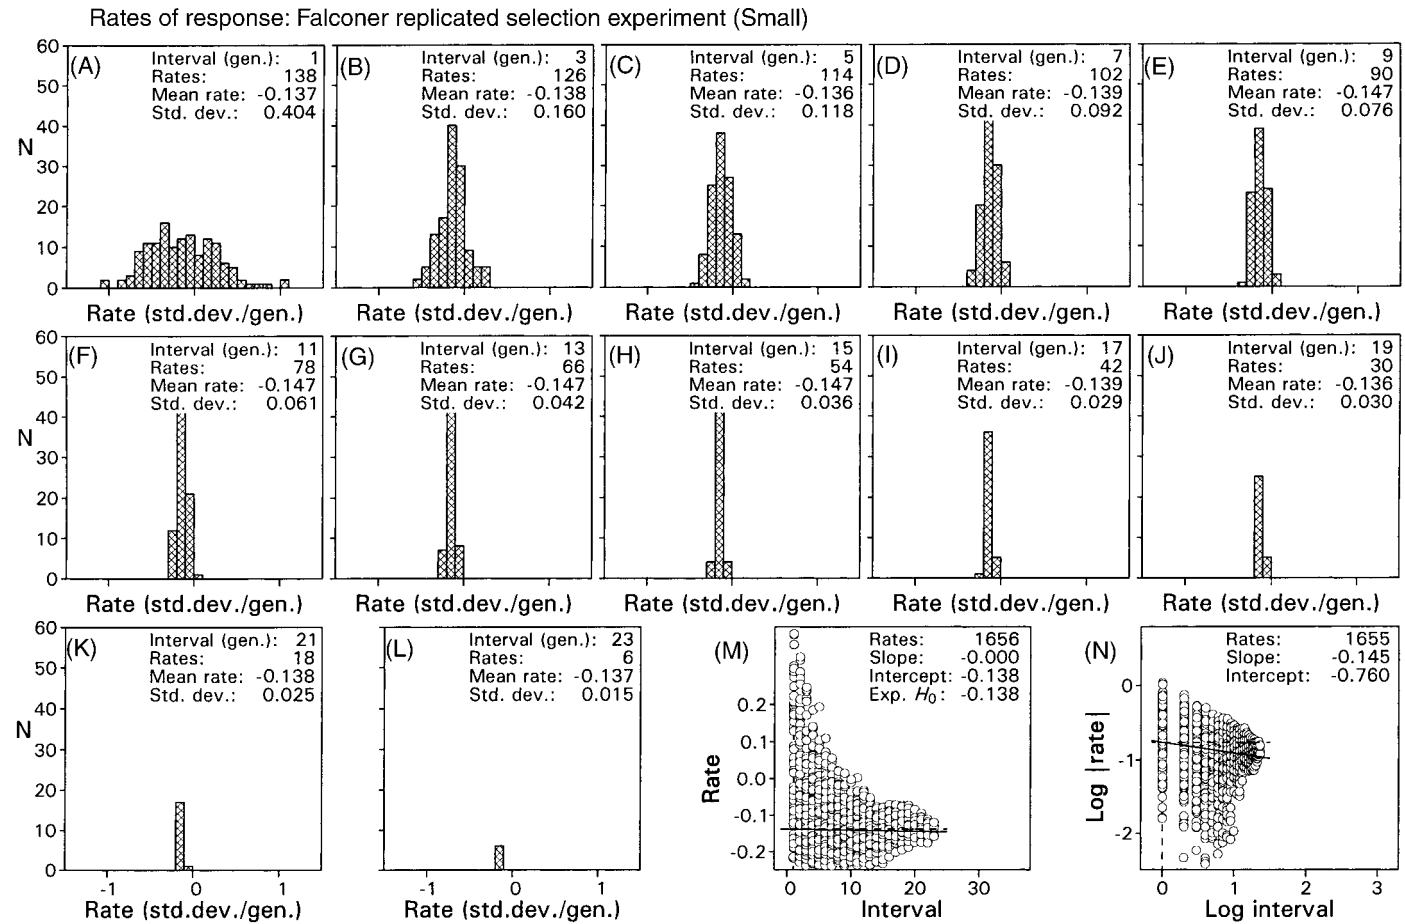 Rates of response: Falconer replicated selection experiment (Small)
60
50
40
30
20
10
0
N
(A)
Interval (gen.): 1
Rates: 138
Mean rate: -0.137
Std. dev.: 0.404
(B)
Interval (gen.): 3
Rates: 126
Mean rate: -0.138
Std. dev.: 0.160
(C)
Interval (gen.): 5
Rates: 114
Mean rate: -0.136
Std. dev.: 0.118
(D)
Interval (gen.): 7
Rates: 102
Mean rate: -0.139
Std. dev.: 0.092
(E)
Interval (gen.): 9
Rates: 90
Mean rate: -0.147
Std. dev.: 0.076
Rate (std.dev./gen.)
Rate (std.dev./gen.)
Rate (std.dev./gen.)
Rate (std.dev./gen.)
Rate (std.dev./gen.)
60
50
40
30
20
10
0
N
(F)
Interval (gen.): 11
Rates: 78
Mean rate: -0.147
Std. dev.: 0.061
(G)
Interval (gen.): 13
Rates: 66
Mean rate: -0.147
Std. dev.: 0.042
(H)
Interval (gen.): 15
Rates: 54
Mean rate: -0.147
Std. dev.: 0.036
(I)
Interval (gen.): 17
Rates: 42
Mean rate: -0.139
Std. dev.: 0.029
(J)
Interval (gen.): 19
Rates: 30
Mean rate: -0.136
Std. dev.: 0.030
Rate (std.dev./gen.)
Rate (std.dev./gen.)
Rate (std.dev./gen.)
Rate (std.dev./gen.)
Rate (std.dev./gen.)
60
50
40
30
20
10
0
N
(K)
Interval (gen.): 21
Rates: 18
Mean rate: -0.138
Std. dev.: 0.025
-1 0 1
Rate (std.dev./gen.)
(L)
Interval (gen.): 23
Rates: 6
Mean rate: -0.137
Std. dev.: 0.015
-1 0 1
Rate (std.dev./gen.)
(M)
Rates: 1656
Slope: -0.000
Intercept: -0.138
Exp. H0: -0.138
Rate
0.2
0.1
0.0
-0.1
-0.2
0 10 20 30
Interval
(N)
Rates: 1655
Slope: -0.145
Intercept: -0.760
Log |rate|
0
-1
-2
0 1 2 3
Log interval